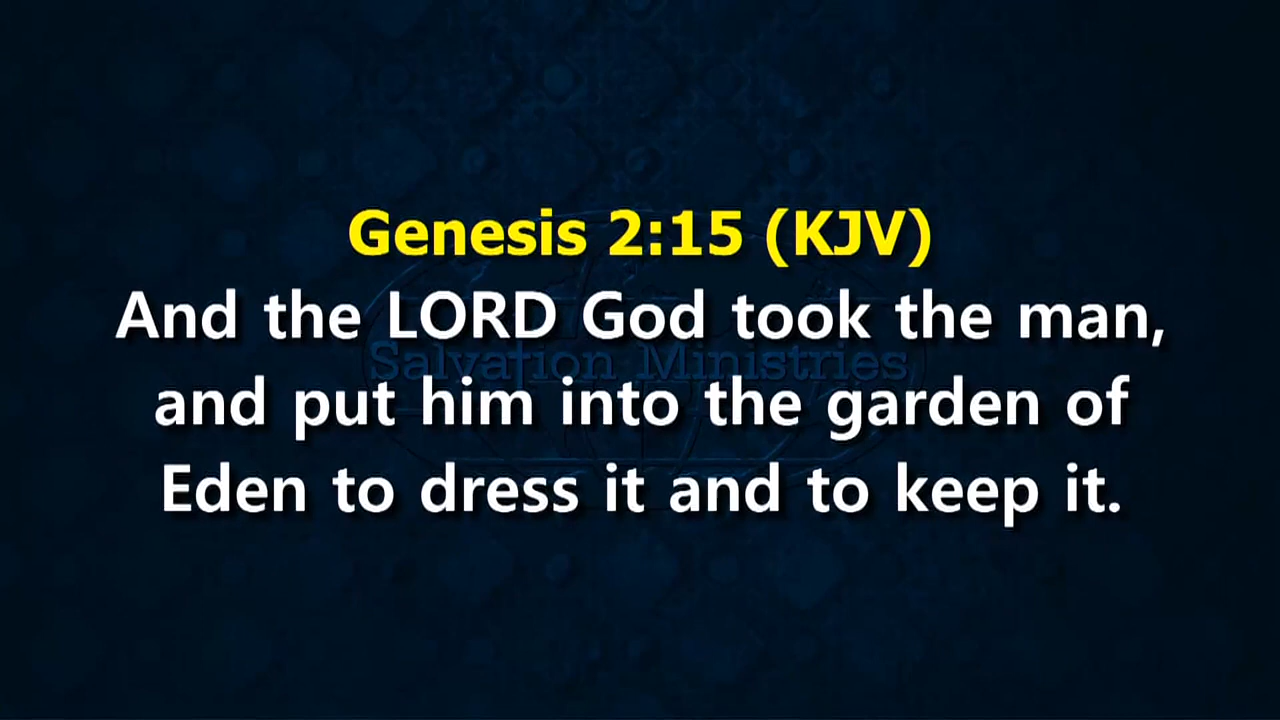 Genesis 2:15 (KJV)
And the LORD God took the man,
Salvation Ministries
and put him into the garden of
Eden to dress it and to keep it.